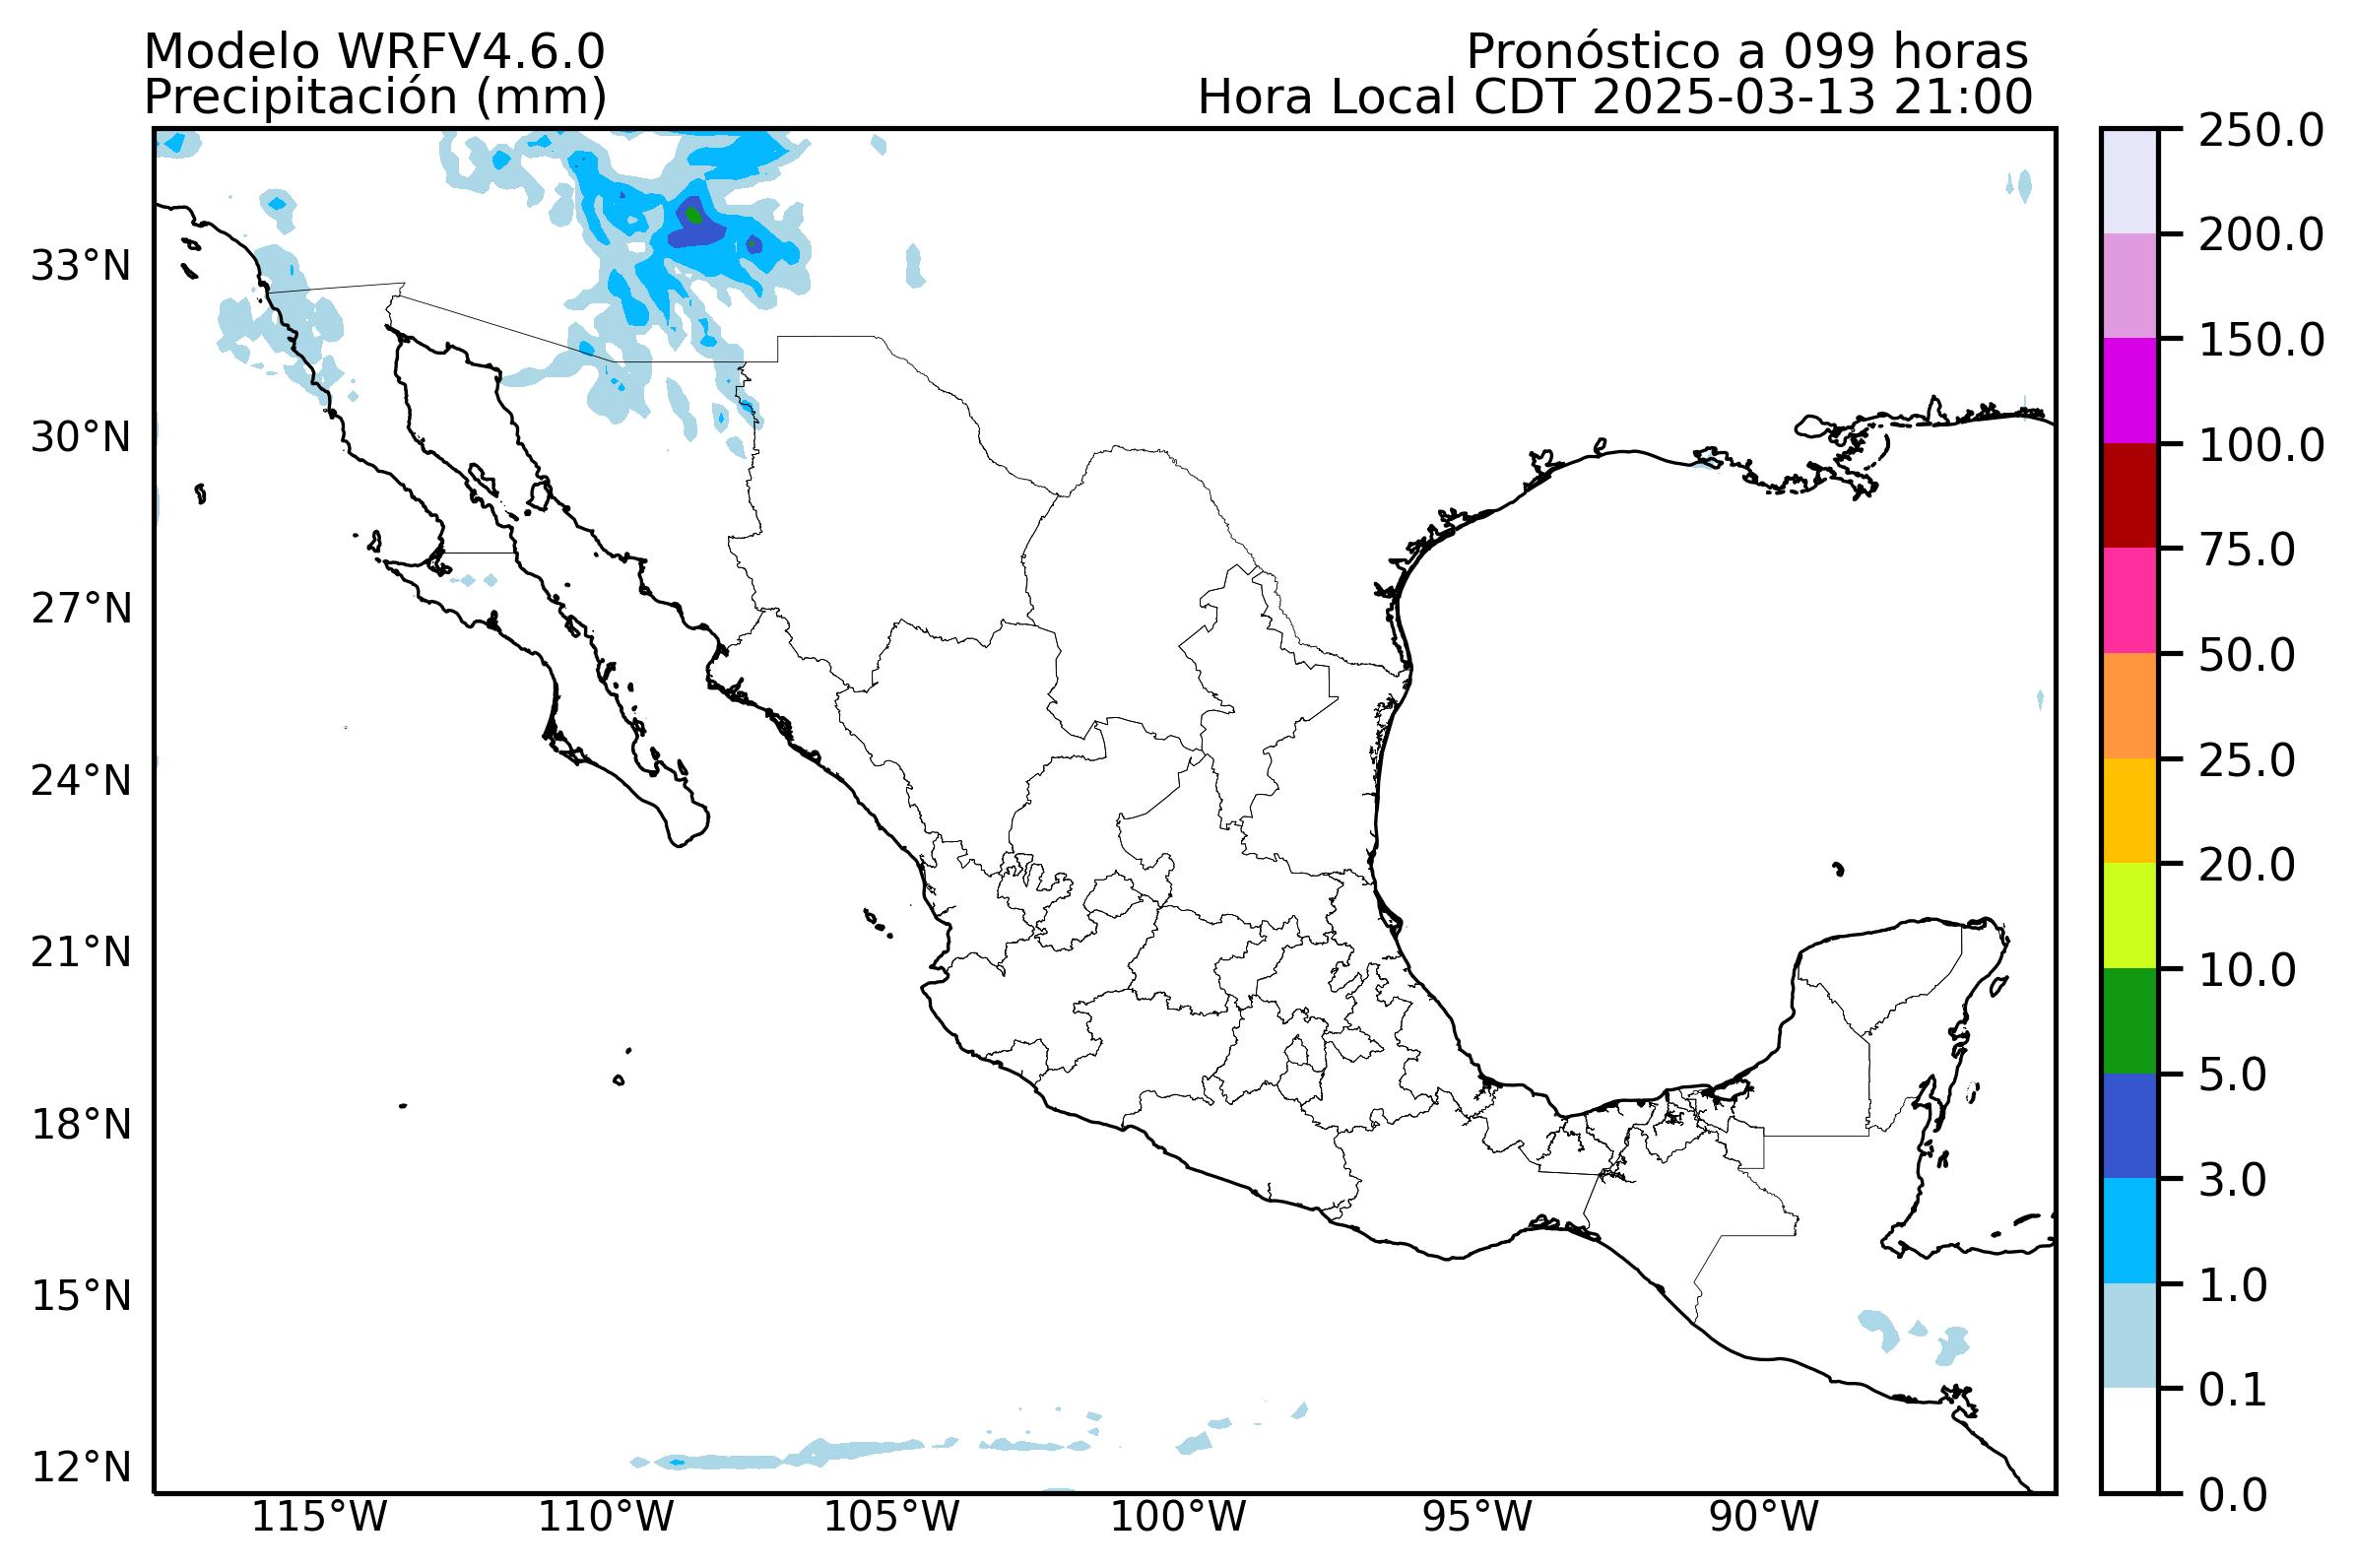 Modelo WRFV4.6.0
Pronóstico a 099 horas
Precipitación (mm)
Hora Local CDT 2025-03-13 21:00
250.0
200.0
150.0
100.0
75.0
50.0
25.0
20.0
10.0
5.0
3.0
1.0
0.1
0.0
33°N
30°N
27°N
24°N
21°N
18°N
15°N
12°N
115°W
110°W
105°W
100°W
95°W
90°W